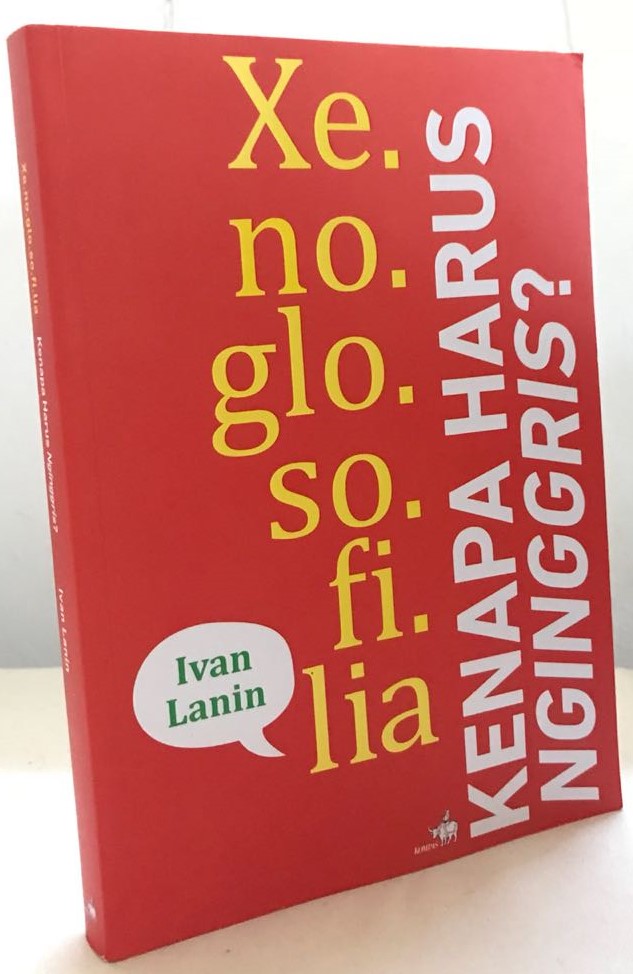 Xe.
no.
glo.
so.
fi.
lia
KENAPA HARUS
NGINGGRIS?
Ivan
Lanin
KOMPAS
Xe.no.glo.so.fi.lia Kenapa Harus Nginggris? Ivan Lanin